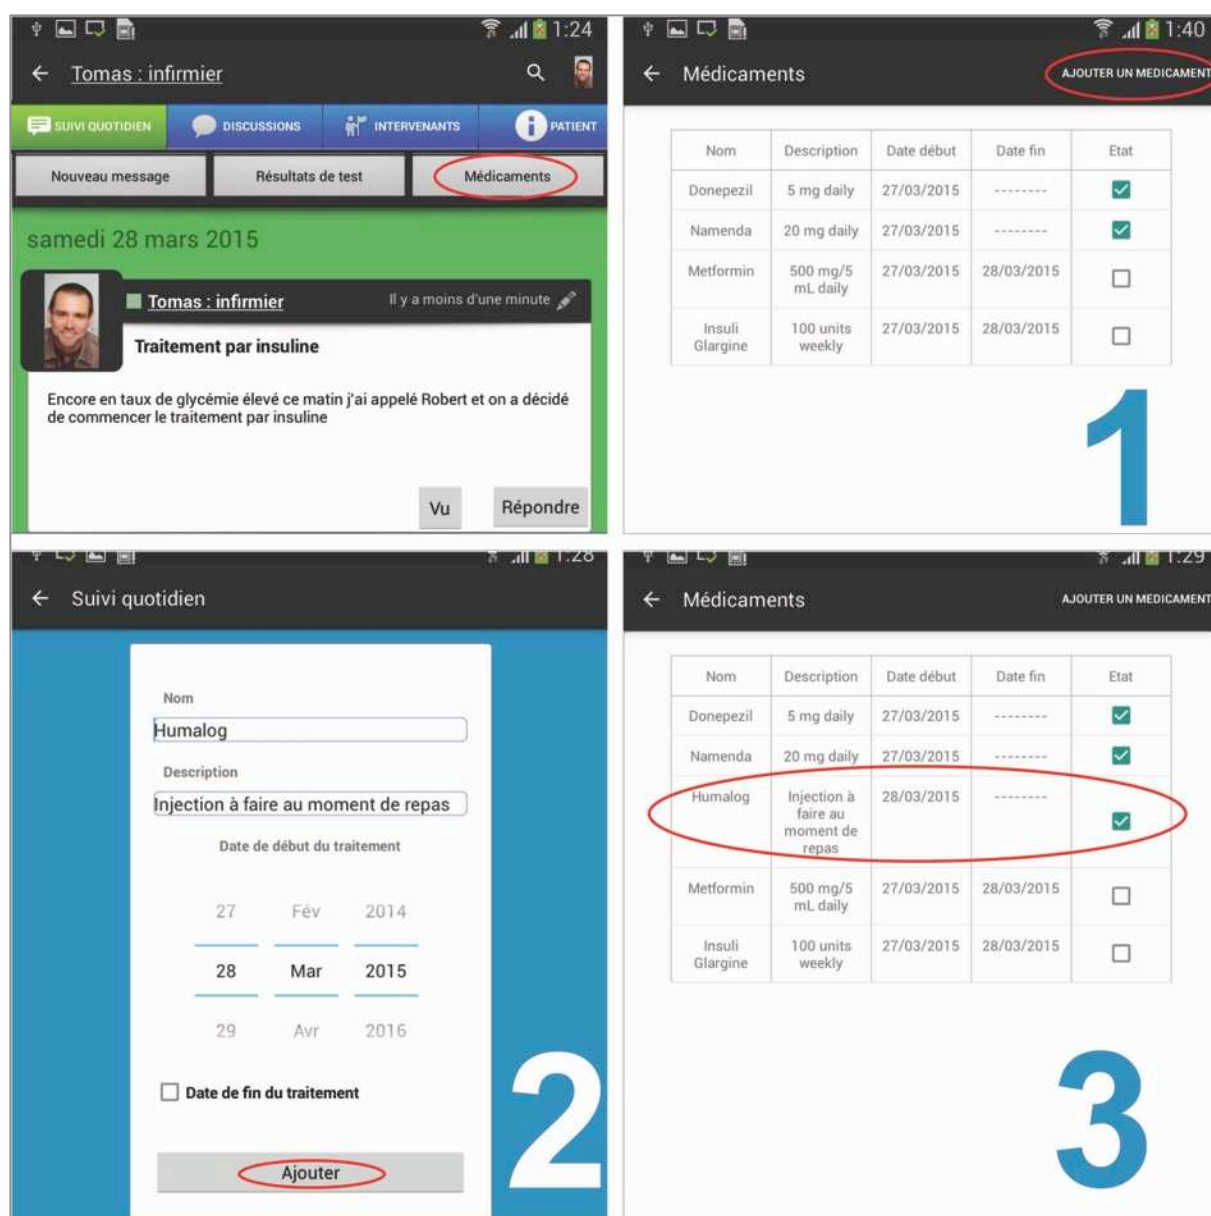 1:24
Tomas : infirmier
SUIVI QUOTIDIEN DISCUSSIONS INTERVENANTS PATIENT
Nouveau message Résultats de test Médicaments
samedi 28 mars 2015
Tomas : infirmier Il y a moins d'une minute
Traitement par insuline
Encore en taux de glycémie élevé ce matin j'ai appelé Robert et on a décidé
de commencer le traitement par insuline
Vu Répondre
1:40
Médicaments AJOUTER UN MEDICAMENT
Nom Description Date début Date fin Etat
Donepezil 5 mg daily 27/03/2015 --------
Namenda 20 mg daily 27/03/2015 --------
Metformin 500 mg/5 27/03/2015 28/03/2015
mL daily
Insuli 100 units 27/03/2015 28/03/2015
Glargine weekly
1
1:28
Suivi quotidien
Nom
Humalog
Description
Injection à faire au moment de repas
Date de début du traitement
27 Fév 2014
28 Mar 2015
29 Avr 2016
Date de fin du traitement
Ajouter
2
1:29
Médicaments AJOUTER UN MEDICAMENT
Nom Description Date début Date fin Etat
Donepezil 5 mg daily 27/03/2015 --------
Namenda 20 mg daily 27/03/2015 --------
Humalog Injection à 28/03/2015 --------
faire au
moment de
repas
Metformin 500 mg/5 27/03/2015 28/03/2015
mL daily
Insuli 100 units 27/03/2015 28/03/2015
Glargine weekly
3